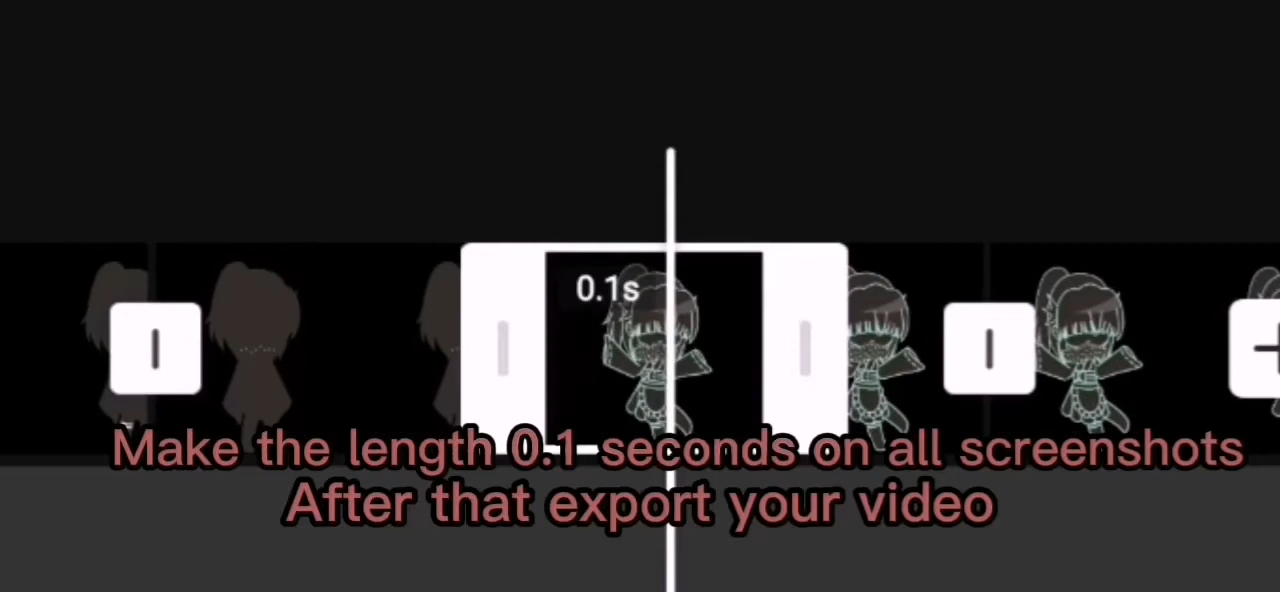 0.1s
Make the length 0.1 seconds on all screenshots
After that export your video